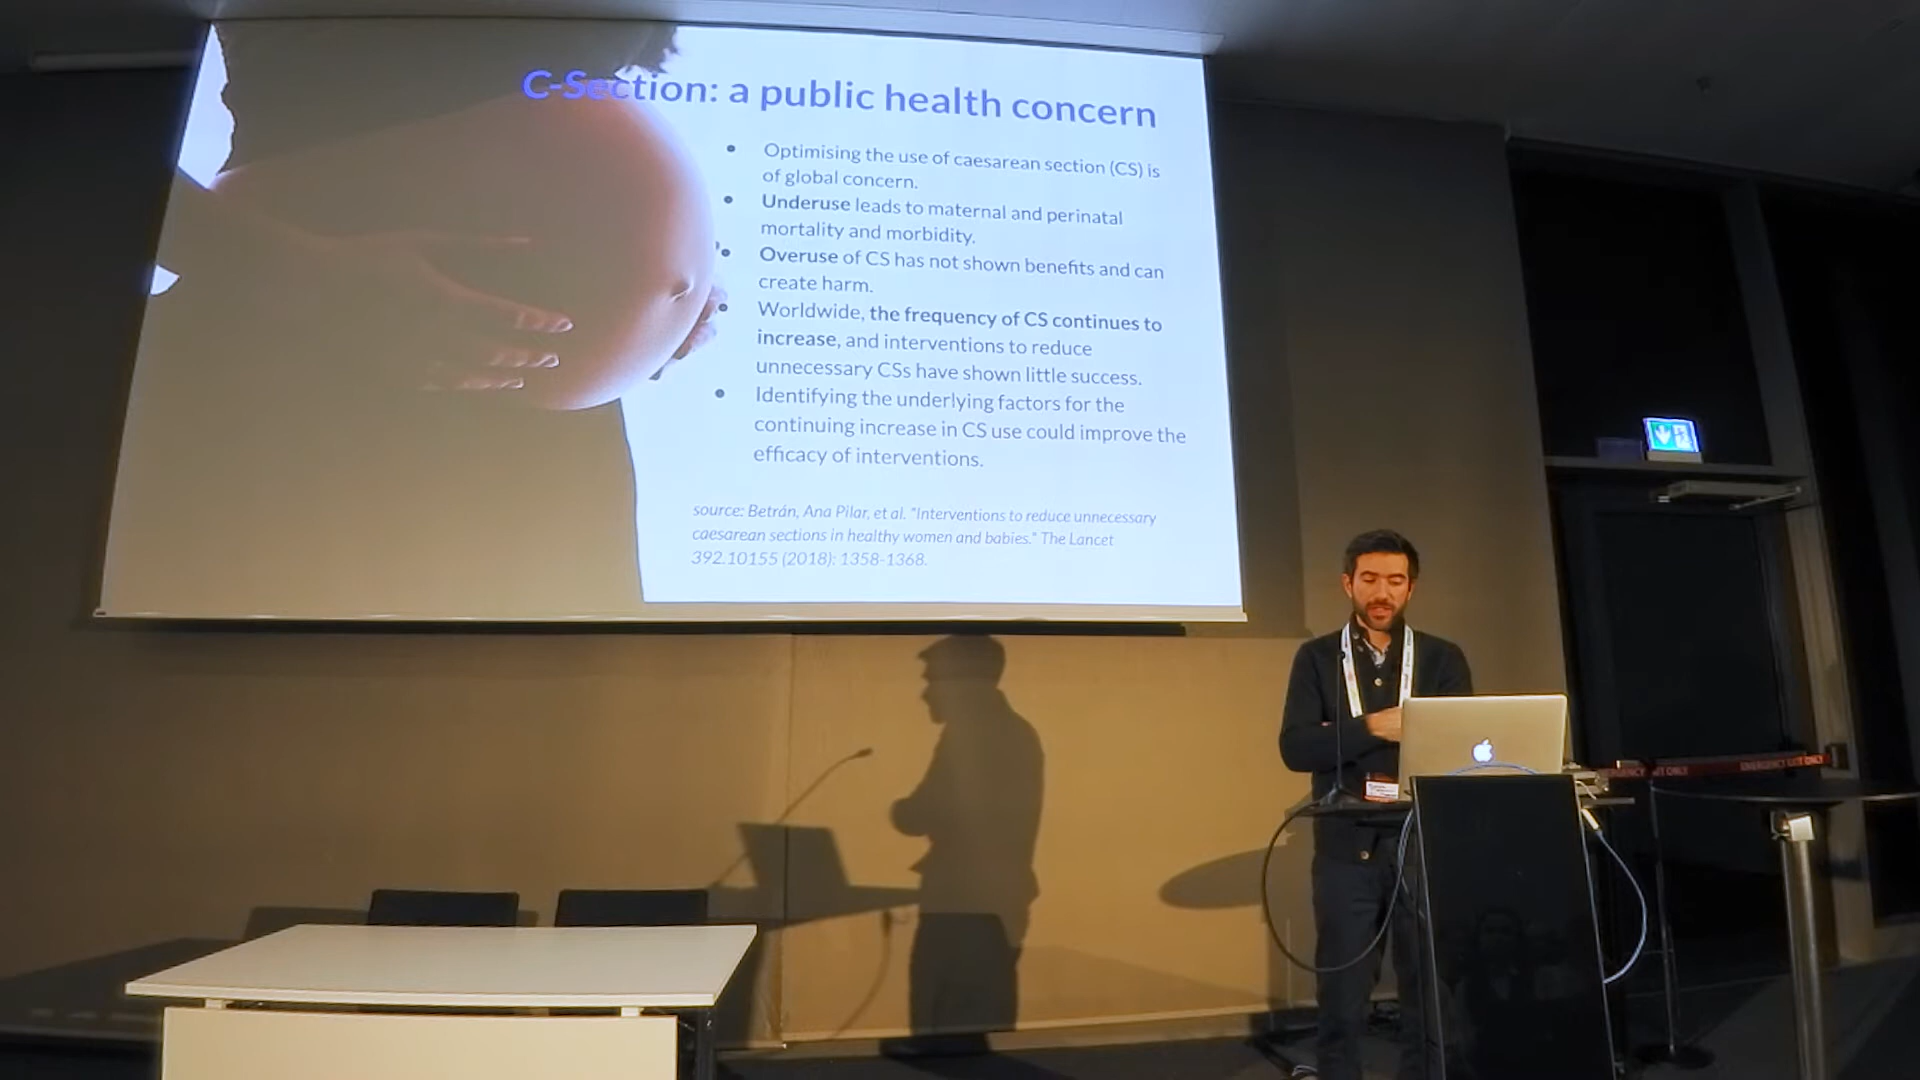 C-Section: a public health concern
Optimising the use of caesarean section (CS) is
of global concern.
Underuse leads to maternal and perinatal
mortality and morbidity.
Overuse of CS has not shown benefits and can
create harm.
Worldwide, the frequency of CS continues to
increase, and interventions to reduce
unnecessary CSs have shown little success.
Identifying the underlying factors for the
continuing increase in CS use could improve the
efficacy of interventions.
source: Betrán, Ana Pilar, et al. "Interventions to reduce unnecessary
caesarean sections in healthy women and babies." The Lancet
392.10155 (2018): 1358-1368.
EMERGENCY EXIT ONLY